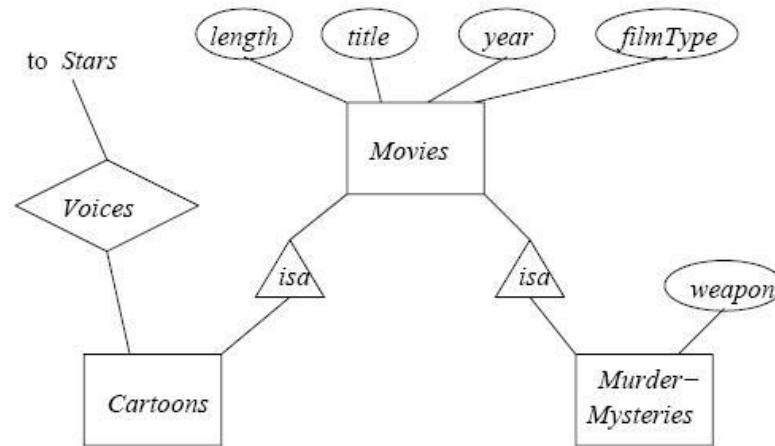 length
title
year
filmType
to Stars
Movies
Voices
isa
isa
weapon
Cartoons
Murder−
Mysteries